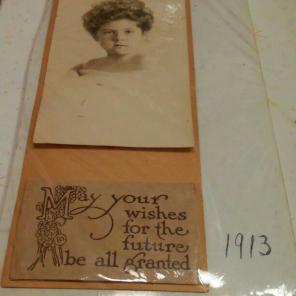 May your
wishes
for the
future
be all granted
1913